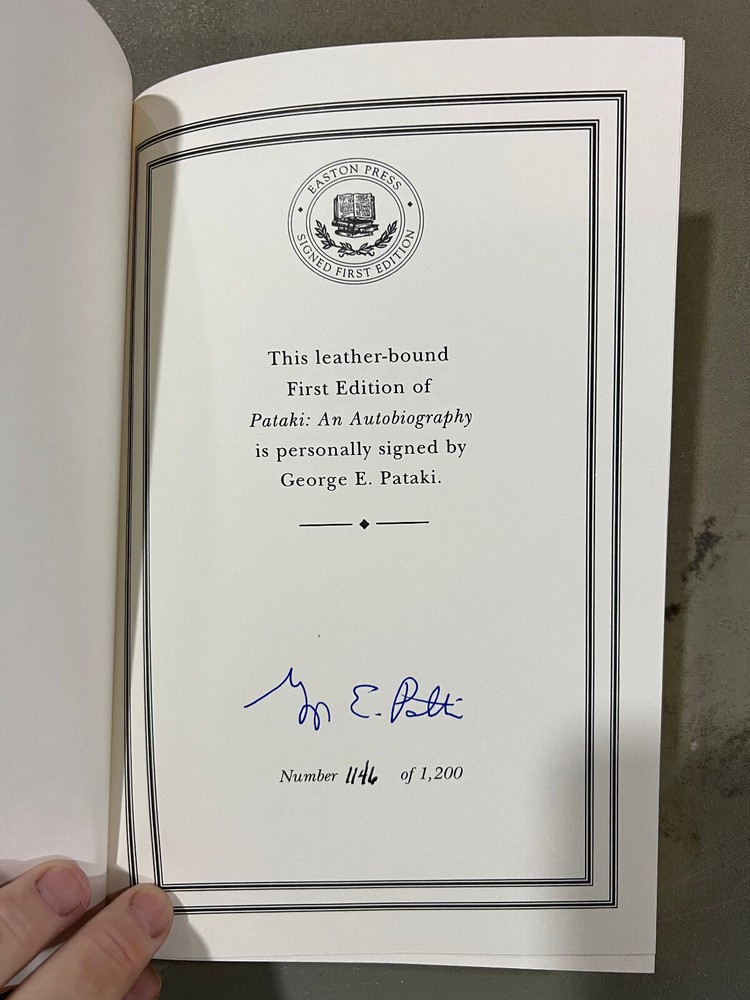 EASTON PRESS
SIGNED FIRST EDITION
This leather-bound
First Edition of
Pataki: An Autobiography
is personally signed by
George E. Pataki.
Number 1146 of 1,200